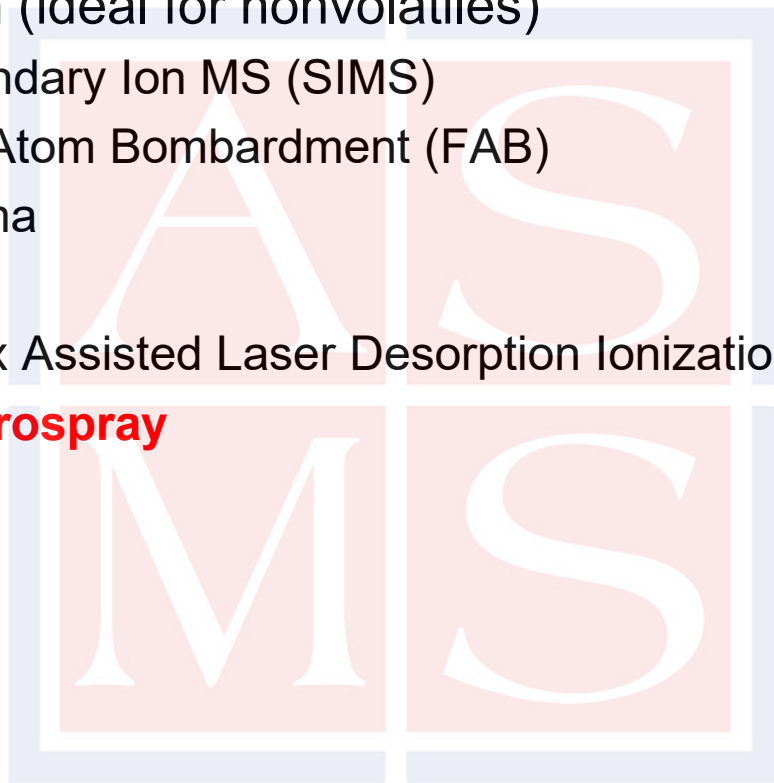 (ideal for nonvolatiles)
ndary Ion MS (SIMS)
Atom Bombardment (FAB)
na
x Assisted Laser Desorption Ionizatio
rospray
A S
M S